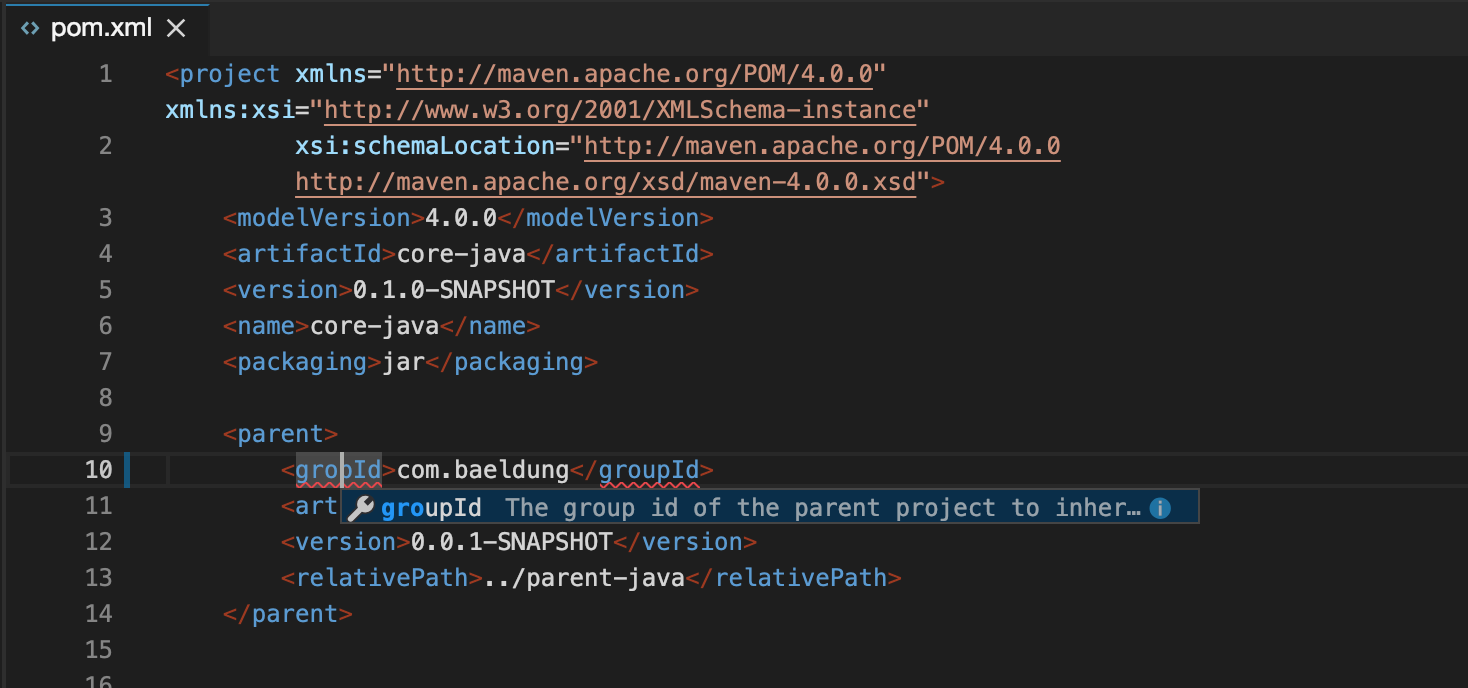 pom.xml
1 <project xmlns="http://maven.apache.org/POM/4.0.0"
xmlns:xsi="http://www.w3.org/2001/XMLSchema-instance"
2 xsi:schemaLocation="http://maven.apache.org/POM/4.0.0
http://maven.apache.org/xsd/maven-4.0.0.xsd">
3 <modelVersion>4.0.0</modelVersion>
4 <artifactId>core-java</artifactId>
5 <version>0.1.0-SNAPSHOT</version>
6 <name>core-java</name>
7 <packaging>jar</packaging>
8
9 <parent>
10 <gropId>com.baeldung</groupId>
11 <art groupId The group id of the parent project to inher…
12 <version>0.0.1-SNAPSHOT</version>
13 <relativePath>../parent-java</relativePath>
14 </parent>
15
16